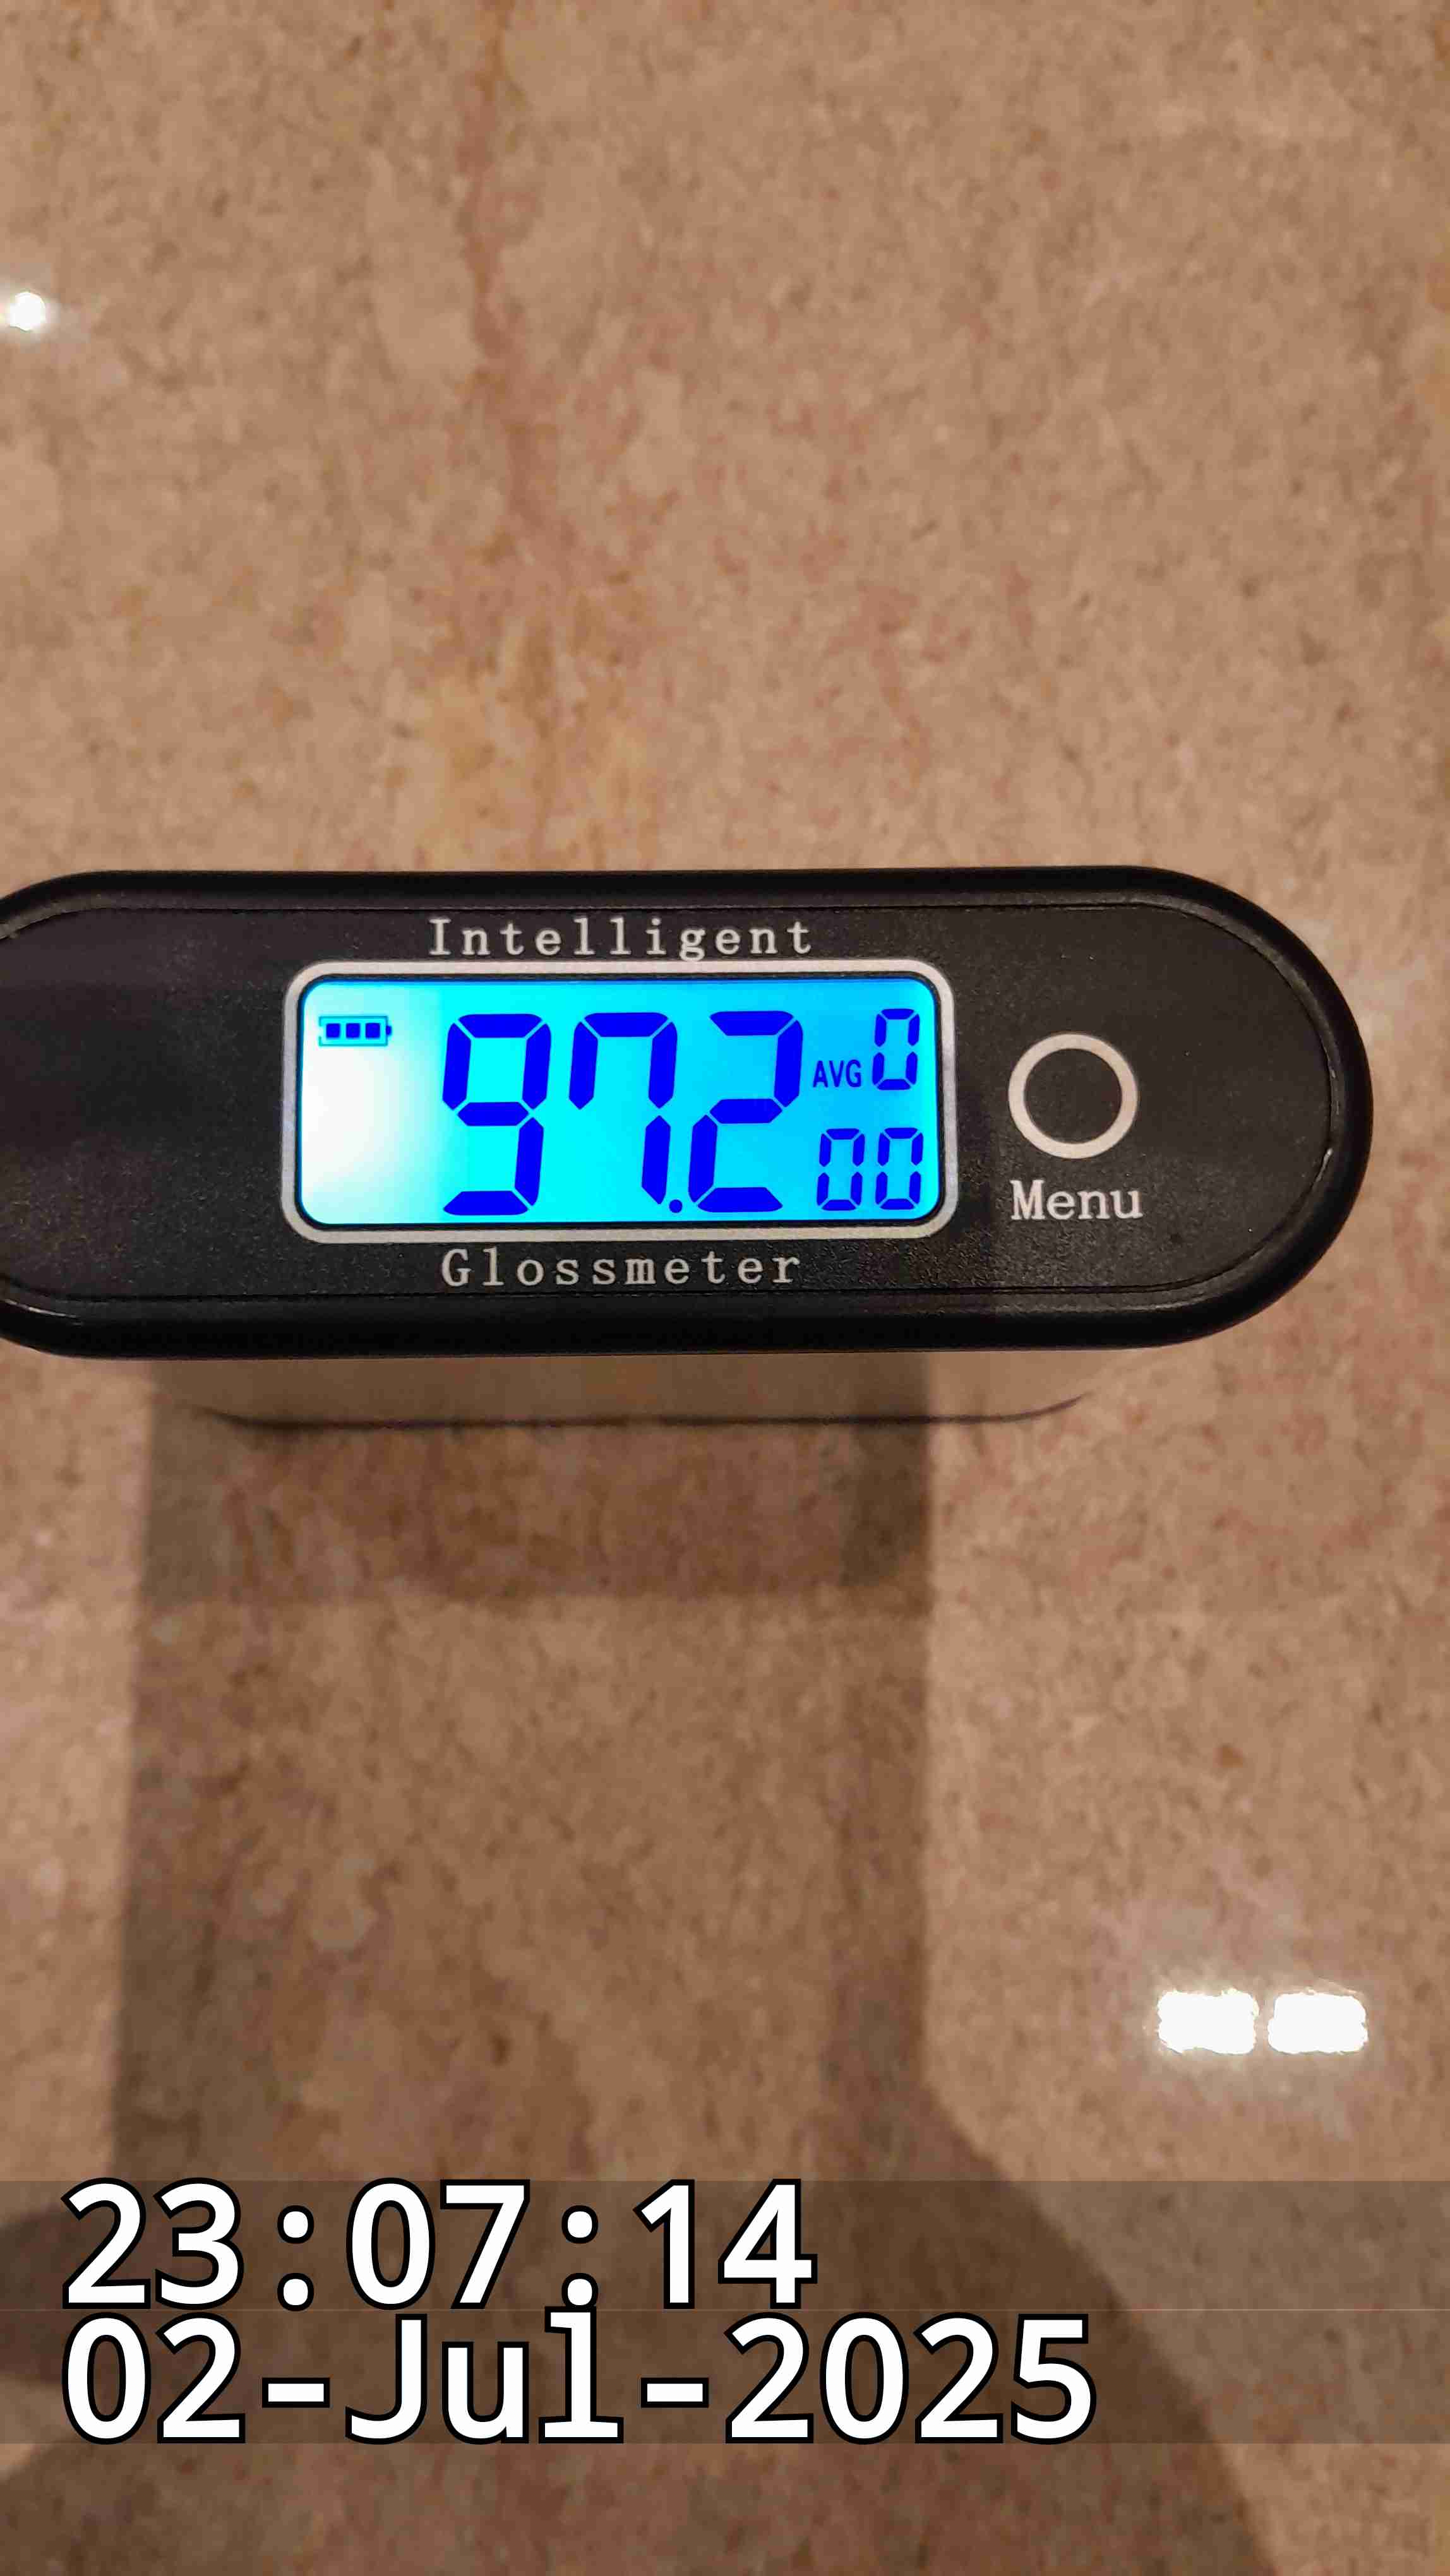 Intelligent
97.2 AVG 0
00
Menu
Glossmeter
23:07:14
02-Jul-2025